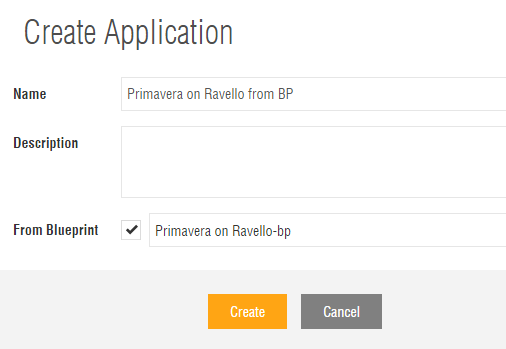 Create Application
Name Primavera on Ravello from BP
Description
From Blueprint Primavera on Ravello-bp
Create Cancel